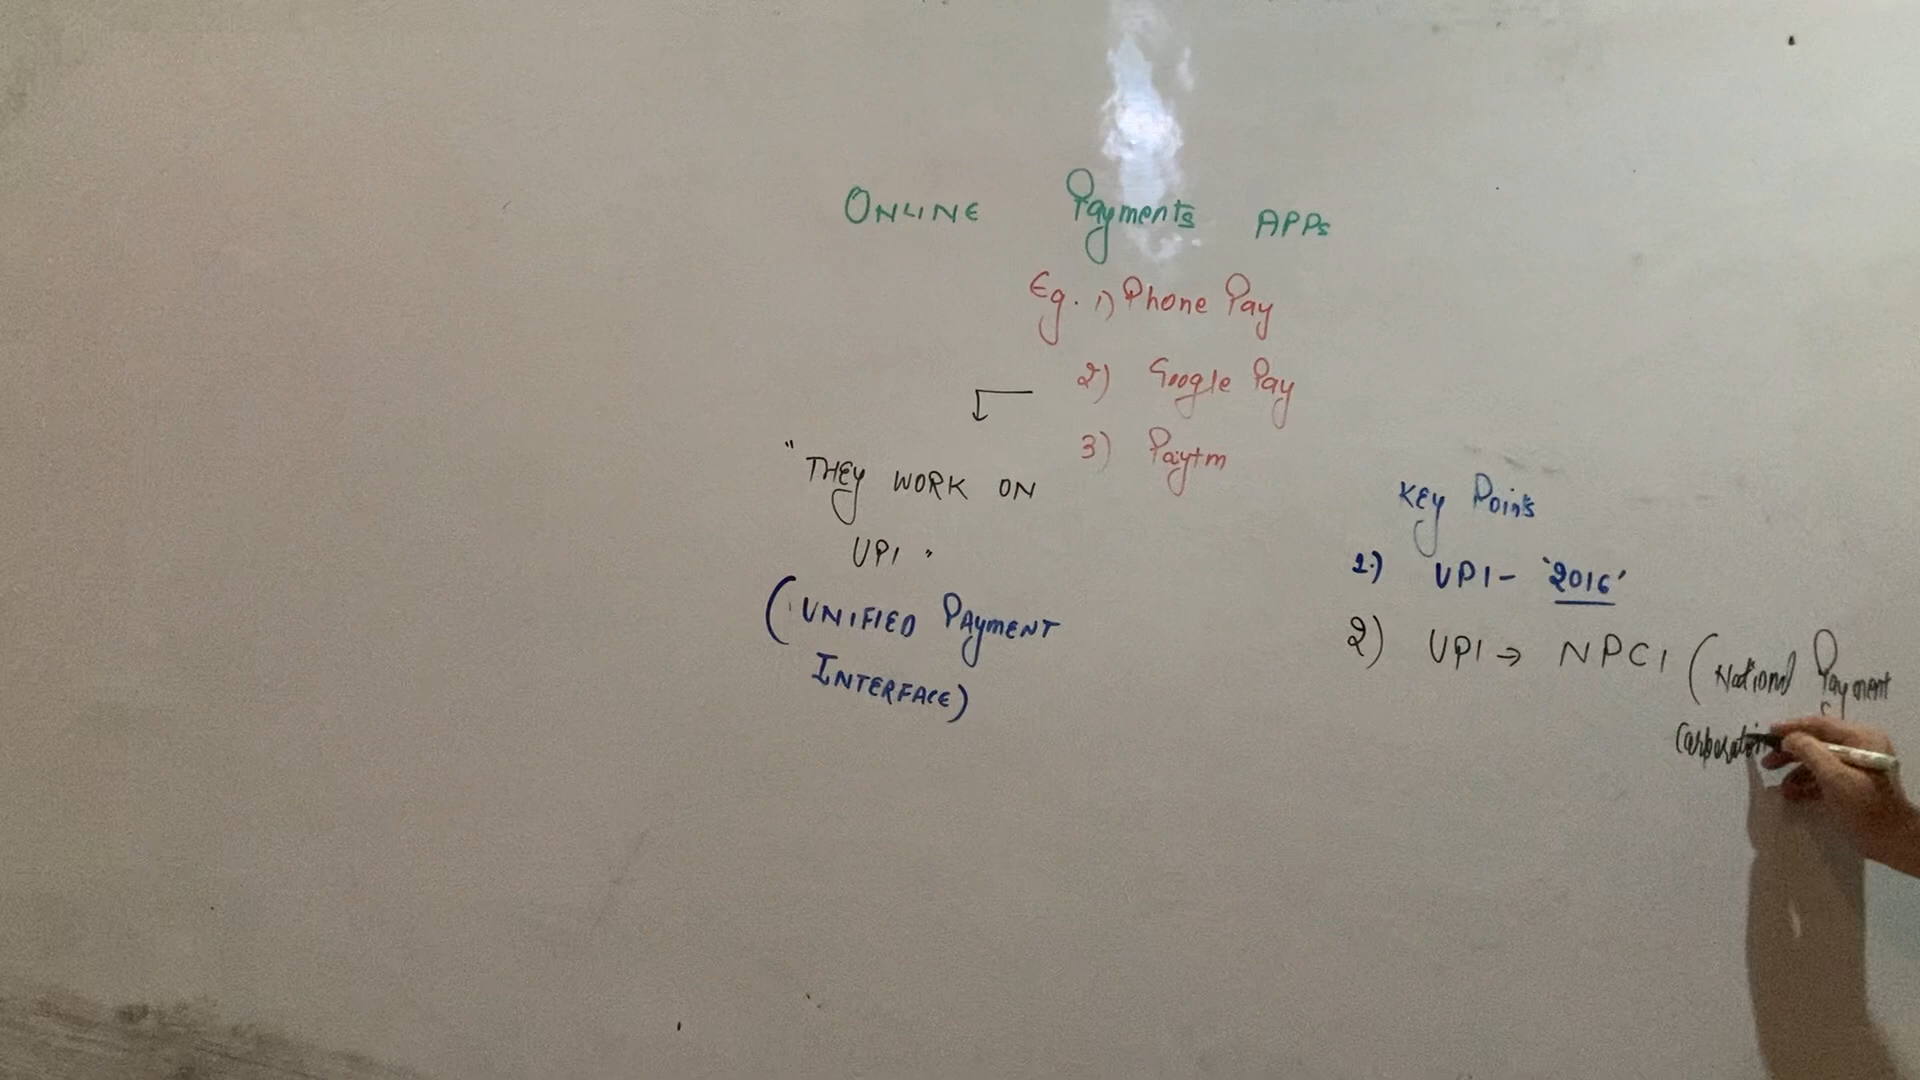 ONLINE Payments APPs
Eg. 1) Phone Pay
2) Google Pay
3) Paytm
"THEY WORK ON
UPI"
(UNIFIED PAYMENT
INTERFACE)
KEY Points
1.) UPI - '2016'
2) UPI → NPCI (National Payment
Corporation